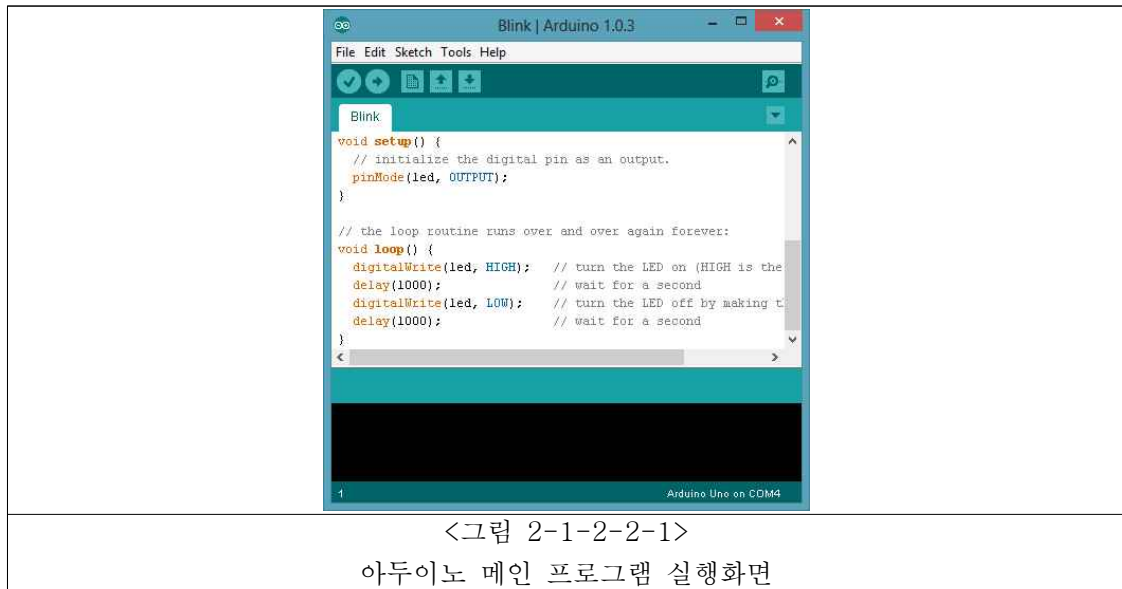 Blink | Arduino 1.0.3
File Edit Sketch Tools Help
Blink
void setup() {
  // initialize the digital pin as an output.
  pinMode(led, OUTPUT);
}
// the loop routine runs over and over again forever:
void loop() {
  digitalWrite(led, HIGH);   // turn the LED on (HIGH is the
  delay(1000);               // wait for a second
  digitalWrite(led, LOW);    // turn the LED off by making t
  delay(1000);               // wait for a second
}
1 Arduino Uno on COM4
<그림 2-1-2-2-1>
아두이노 메인 프로그램 실행화면